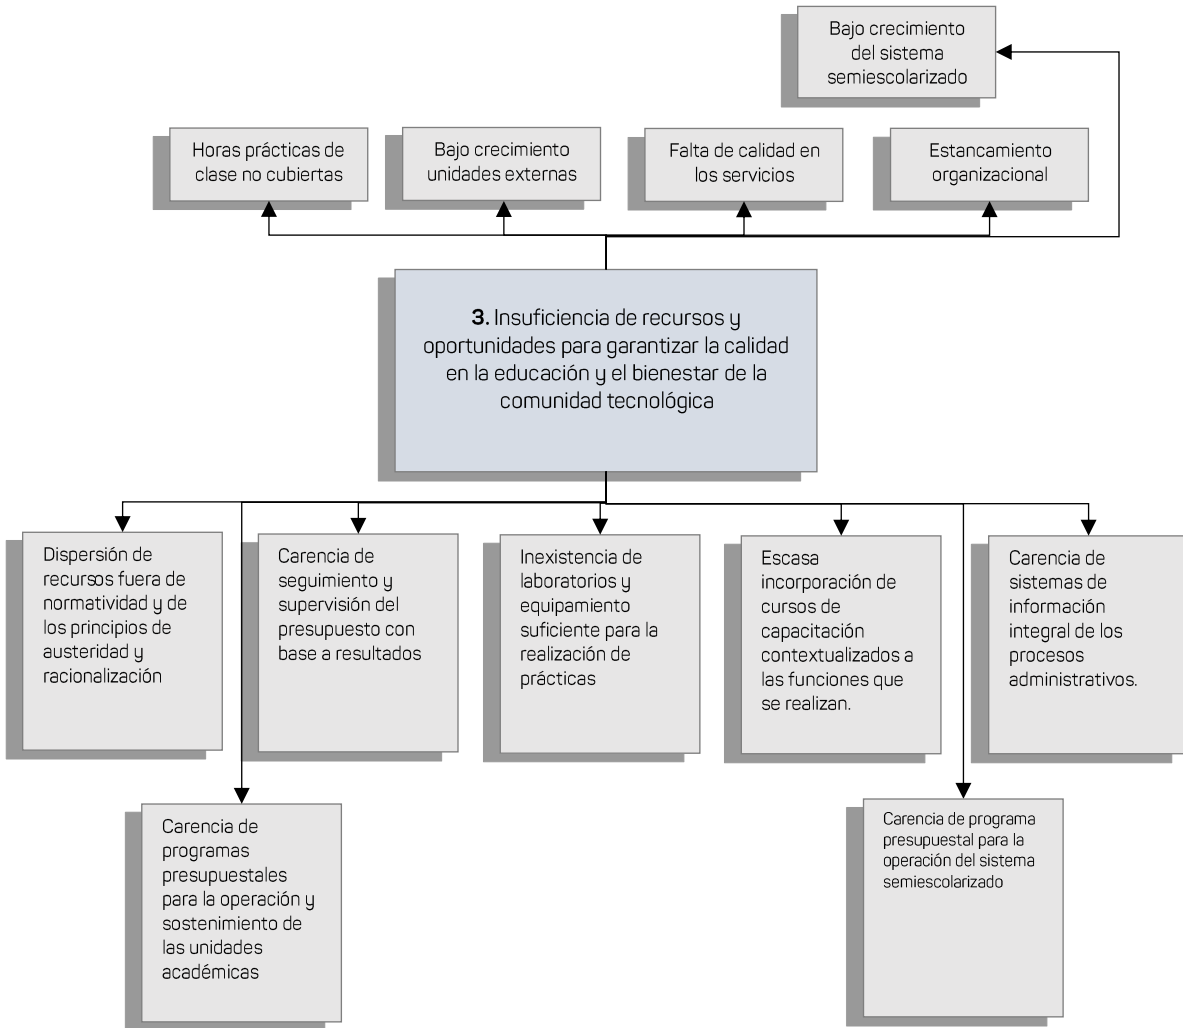 Bajo crecimiento
del sistema
semiescolarizado
Horas prácticas de
clase no cubiertas
Bajo crecimiento
unidades externas
Falta de calidad en
los servicios
Estancamiento
organizacional
3. Insuficiencia de recursos y
oportunidades para garantizar la calidad
en la educación y el bienestar de la
comunidad tecnológica
Dispersión de
recursos fuera de
normatividad y de
los principios de
austeridad y
racionalización
Carencia de
seguimiento y
supervisión del
presupuesto con
base a resultados
Inexistencia de
laboratorios y
equipamiento
suficiente para la
realización de
prácticas
Escasa
incorporación de
cursos de
capacitación
contextualizados a
las funciones que
se realizan.
Carencia de
sistemas de
información
integral de los
procesos
administrativos.
Carencia de
programas
presupuestales
para la operación y
sostenimiento de
las unidades
académicas
Carencia de programa
presupuestal para la
operación del sistema
semiescolarizado